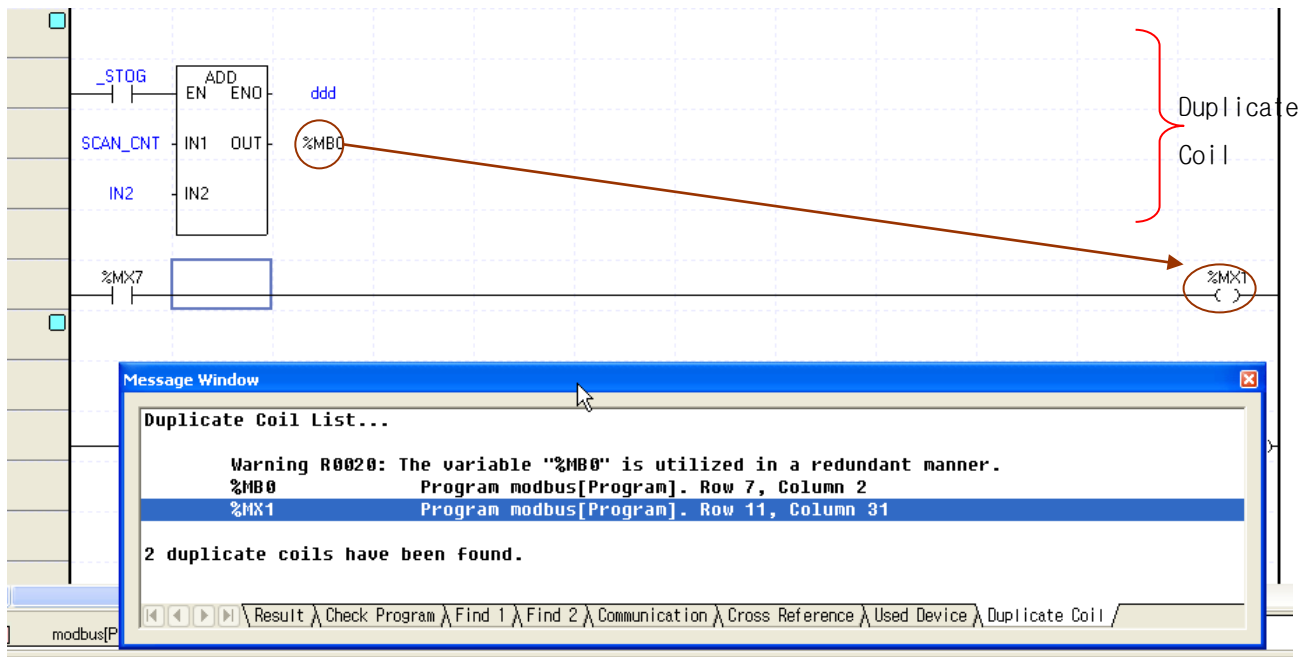 _STOG
ADD
EN ENO
ddd
SCAN_CNT
IN1 OUT
%MB0
IN2
IN2
Duplicate
Coil
%MX7
%MX1
Message Window
Duplicate Coil List...
Warning R0020: The variable "%MB0" is utilized in a redundant manner.
%MB0 Program modbus[Program]. Row 7, Column 2
%MX1 Program modbus[Program]. Row 11, Column 31
2 duplicate coils have been found.
Result Check Program Find 1 Find 2 Communication Cross Reference Used Device Duplicate Coil
] modbus[P